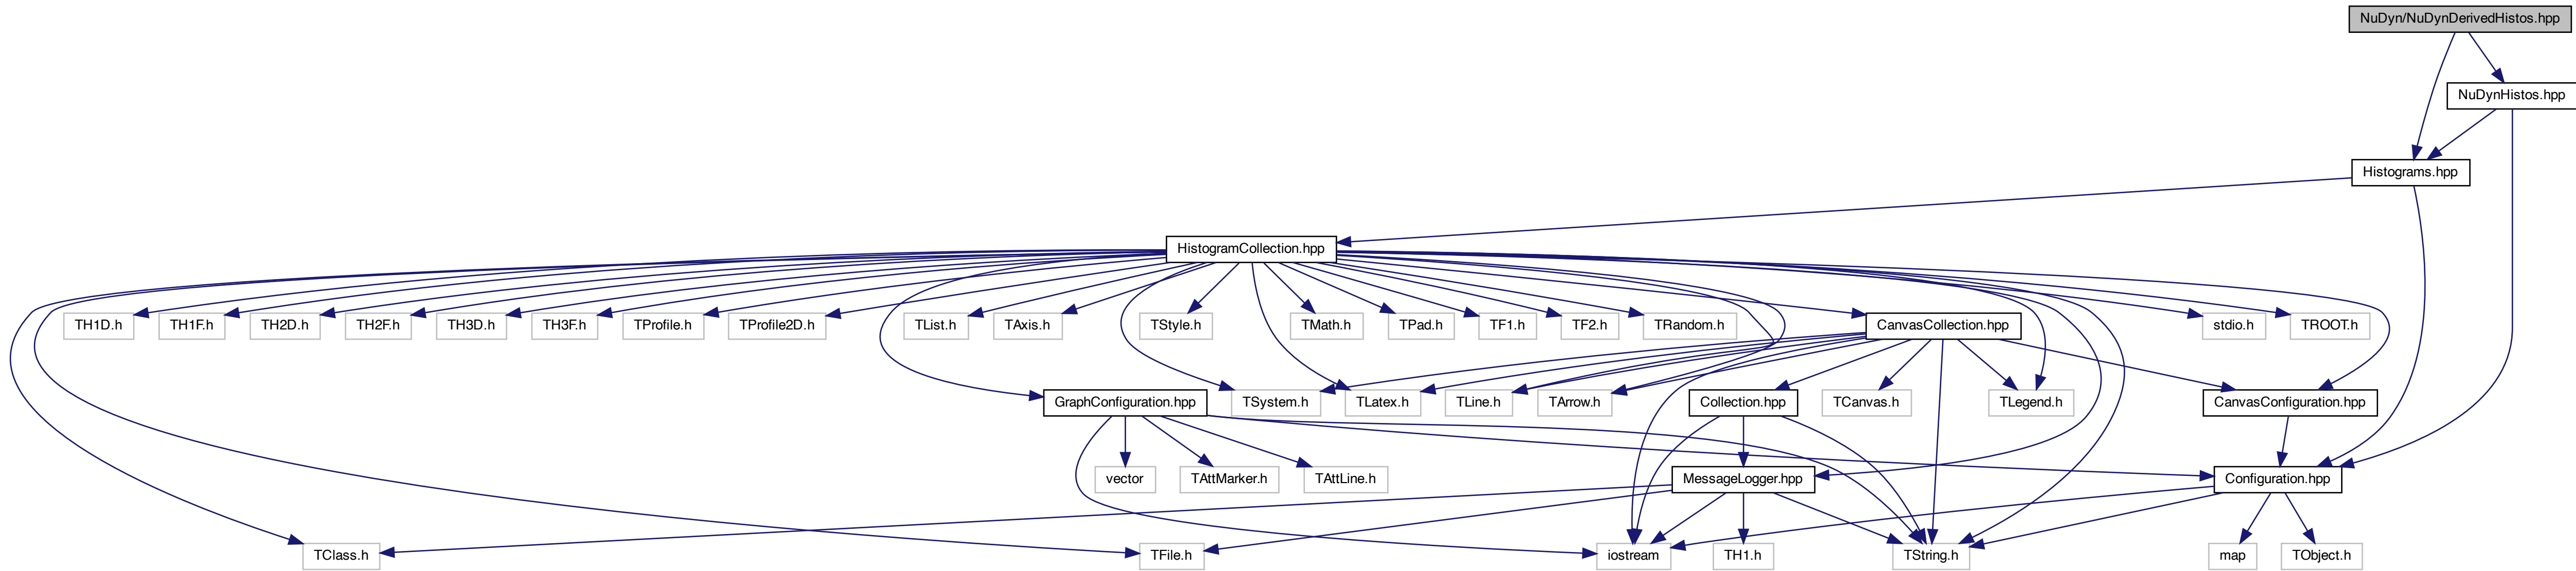 NuDyn/NuDynDerivedHistos.hpp
NuDynHistos.hpp
Histograms.hpp
HistogramCollection.hpp
TH1D.h
TH1F.h
TH2D.h
TH2F.h
TH3D.h
TH3F.h
TProfile.h
TProfile2D.h
TList.h
TAxis.h
TStyle.h
TMath.h
TPad.h
TF1.h
TF2.h
TRandom.h
CanvasCollection.hpp
stdio.h
TROOT.h
GraphConfiguration.hpp
TSystem.h
TLatex.h
TLine.h
TArrow.h
Collection.hpp
TCanvas.h
TLegend.h
CanvasConfiguration.hpp
vector
TAttMarker.h
TAttLine.h
MessageLogger.hpp
Configuration.hpp
TClass.h
TFile.h
iostream
TH1.h
TString.h
map
TObject.h